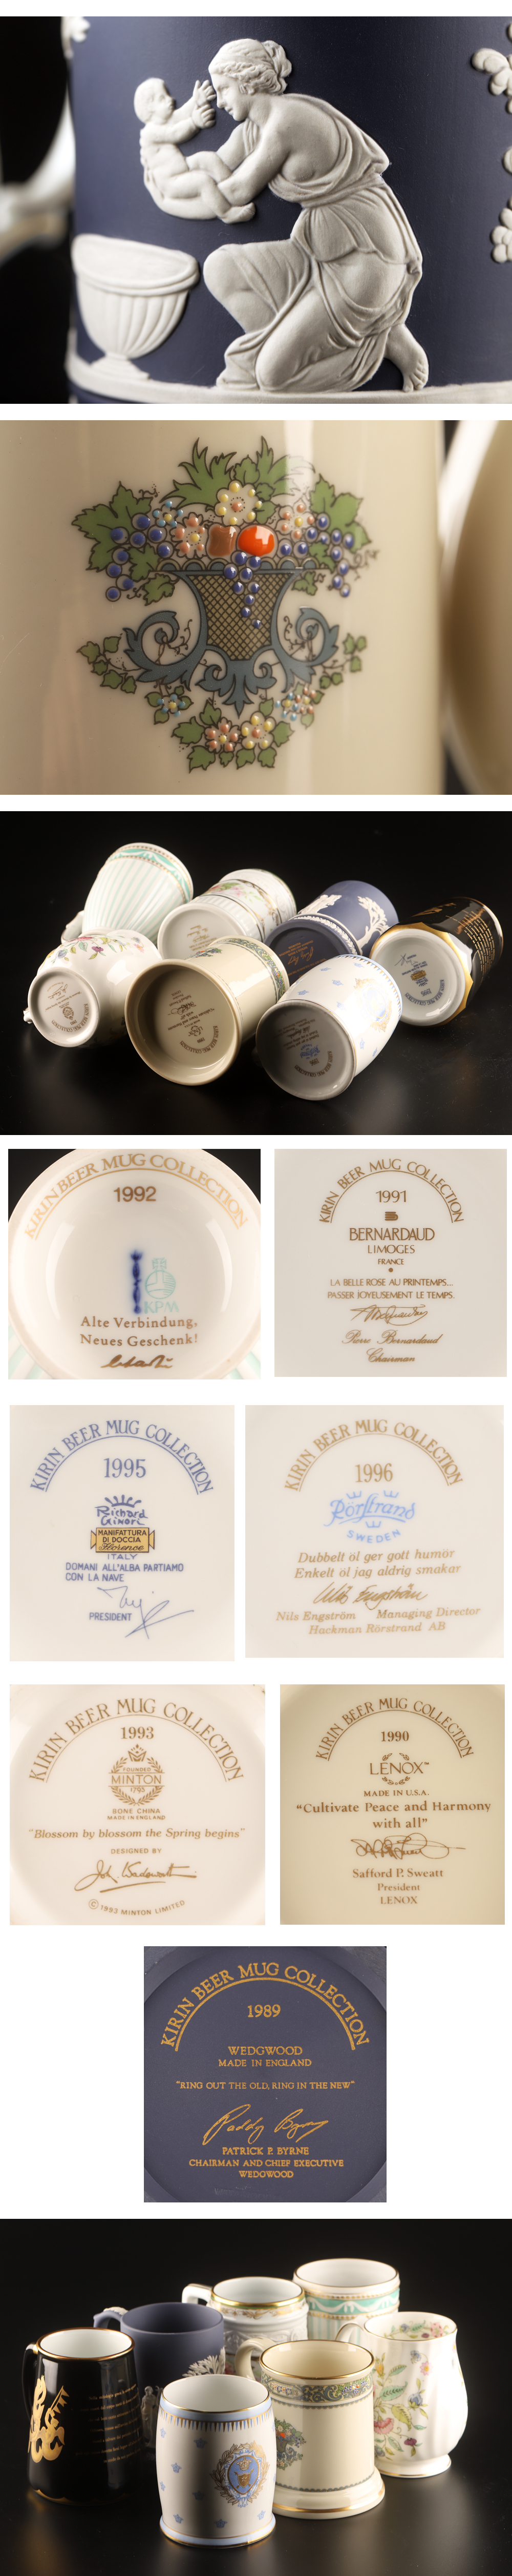 KIRIN BEER MUG COLLECTION
1992
KPM
Alte Verbindung,
Neues Geschenk!
KIRIN BEER MUG COLLECTION
1991
BERNARDAUD
LIMOGES
FRANCE
LA BELLE ROSE AU PRINTEMPS...
PASSER JOYEUSEMENT LE TEMPS.
Pierre Bernardaud
Chairman
KIRIN BEER MUG COLLECTION
1995
Richard
Ginori
MANIFATTURA
DI DOCCIA
Florence
ITALY
DOMANI ALL'ALBA PARTIAMO
CON LA NAVE
PRESIDENT
KIRIN BEER MUG COLLECTION
1996
Rörstrand
SWEDEN
Dubbelt öl ger gott humör
Enkelt öl jag aldrig smakar
Nils Engström Managing Director
Hackman Rörstrand AB
KIRIN BEER MUG COLLECTION
1993
FOUNDED
MINTON
1793
BONE CHINA
MADE IN ENGLAND
"Blossom by blossom the Spring begins"
DESIGNED BY
© 1993 MINTON LIMITED
KIRIN BEER MUG COLLECTION
1990
LENOX™
MADE IN U.S.A.
"Cultivate Peace and Harmony
with all"
Safford P. Sweatt
President
LENOX
KIRIN BEER MUG COLLECTION
1989
WEDGWOOD
MADE IN ENGLAND
"RING OUT THE OLD, RING IN THE NEW"
Paddy Byrne
PATRICK P. BYRNE
CHAIRMAN AND CHIEF EXECUTIVE
WEDGWOOD